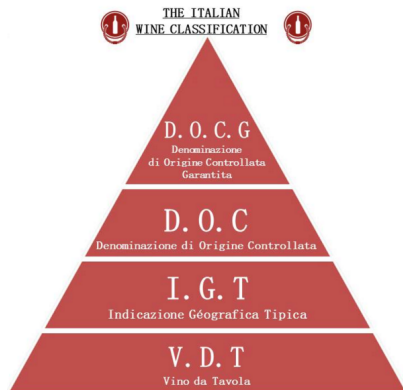 THE ITALIAN
WINE CLASSIFICATION
D.O.C.G
Denominazione
di Origine Controllata
Garantita
D.O.C
Denominazione di Origine Controllata
I.G.T
Indicazione Géografica Tipica
V.D.T
Vino da Tavola